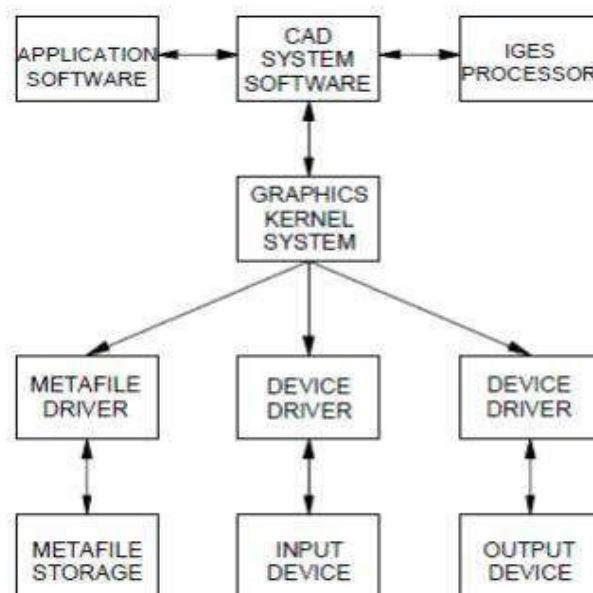 APPLICATION
SOFTWARE
CAD
SYSTEM
SOFTWARE
IGES
PROCESSOR
GRAPHICS
KERNEL
SYSTEM
METAFILE
DRIVER
DEVICE
DRIVER
DEVICE
DRIVER
METAFILE
STORAGE
INPUT
DEVICE
OUTPUT
DEVICE